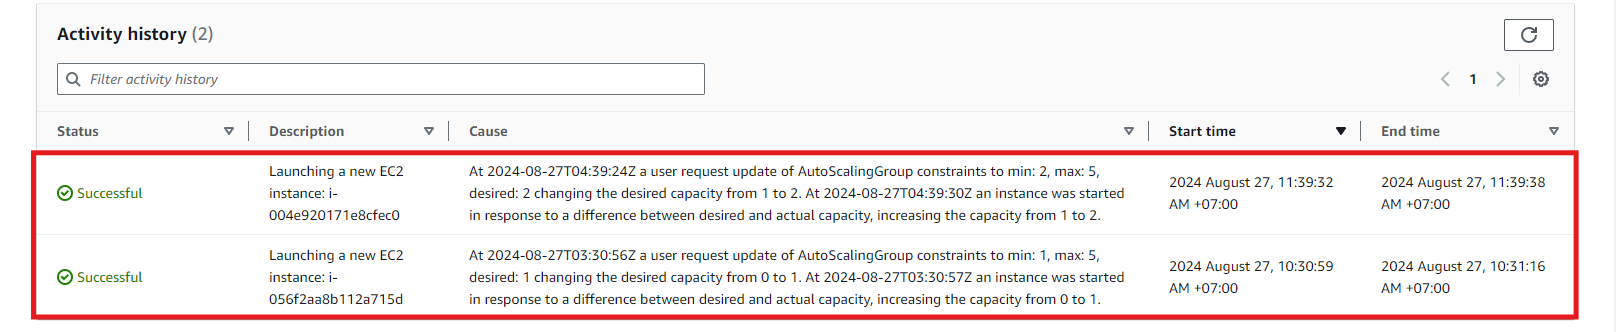 Activity history (2)
Filter activity history
1
Status Description Cause Start time End time
Successful
Launching a new EC2
instance: i-
004e920171e8cfec0
At 2024-08-27T04:39:24Z a user request update of AutoScalingGroup constraints to min: 2, max: 5,
desired: 2 changing the desired capacity from 1 to 2. At 2024-08-27T04:39:30Z an instance was started
in response to a difference between desired and actual capacity, increasing the capacity from 1 to 2.
2024 August 27, 11:39:32
AM +07:00
2024 August 27, 11:39:38
AM +07:00
Successful
Launching a new EC2
instance: i-
056f2aa8b112a715d
At 2024-08-27T03:30:56Z a user request update of AutoScalingGroup constraints to min: 1, max: 5,
desired: 1 changing the desired capacity from 0 to 1. At 2024-08-27T03:30:57Z an instance was started
in response to a difference between desired and actual capacity, increasing the capacity from 0 to 1.
2024 August 27, 10:30:59
AM +07:00
2024 August 27, 10:31:16
AM +07:00